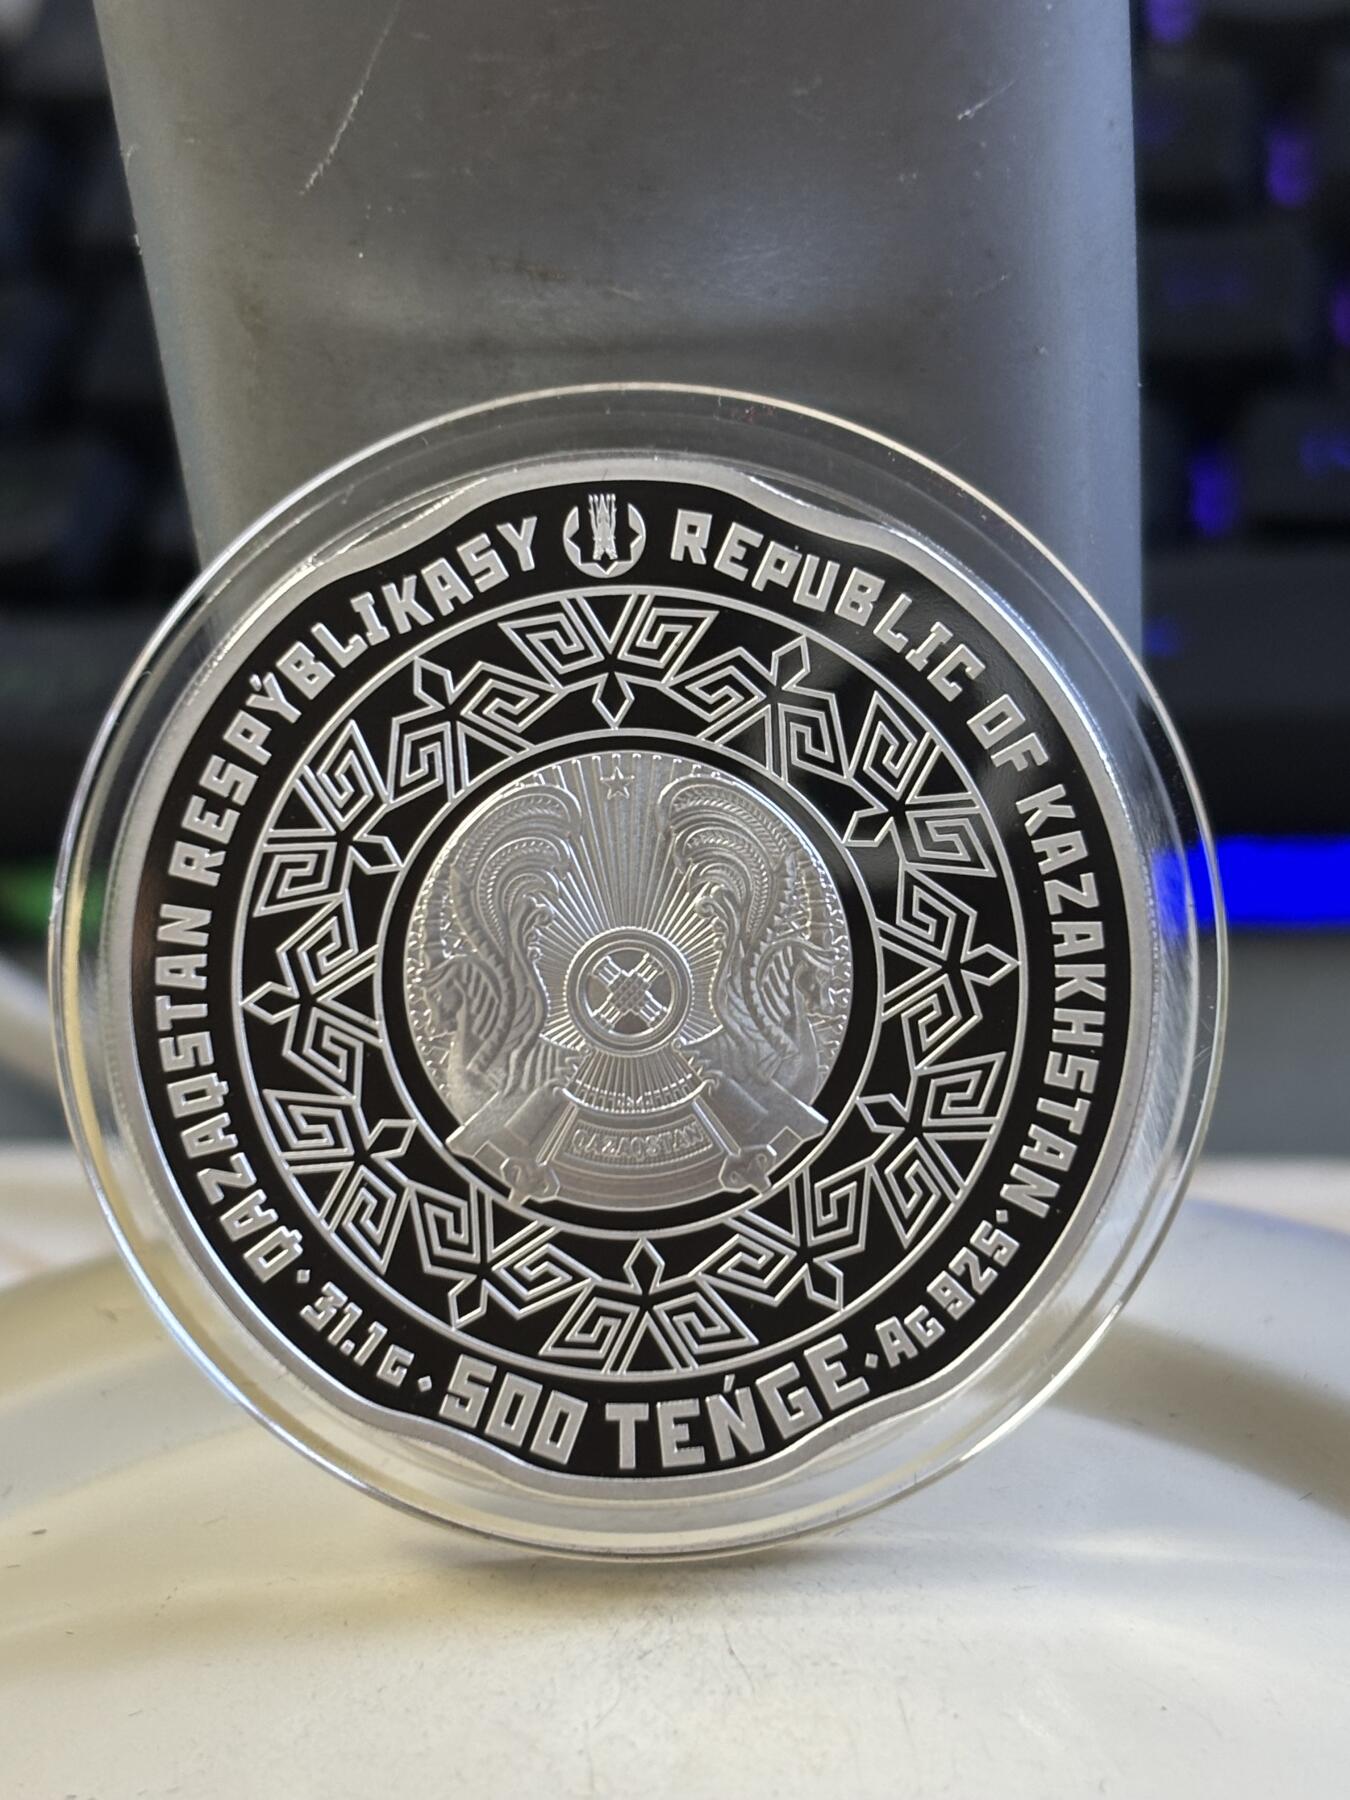 QAZAQSTAN RESPÝBLIKASY
REPUBLIC OF KAZAKHSTAN
31.1 G
500 TEŃGE
AG 925
QAZAQSTAN